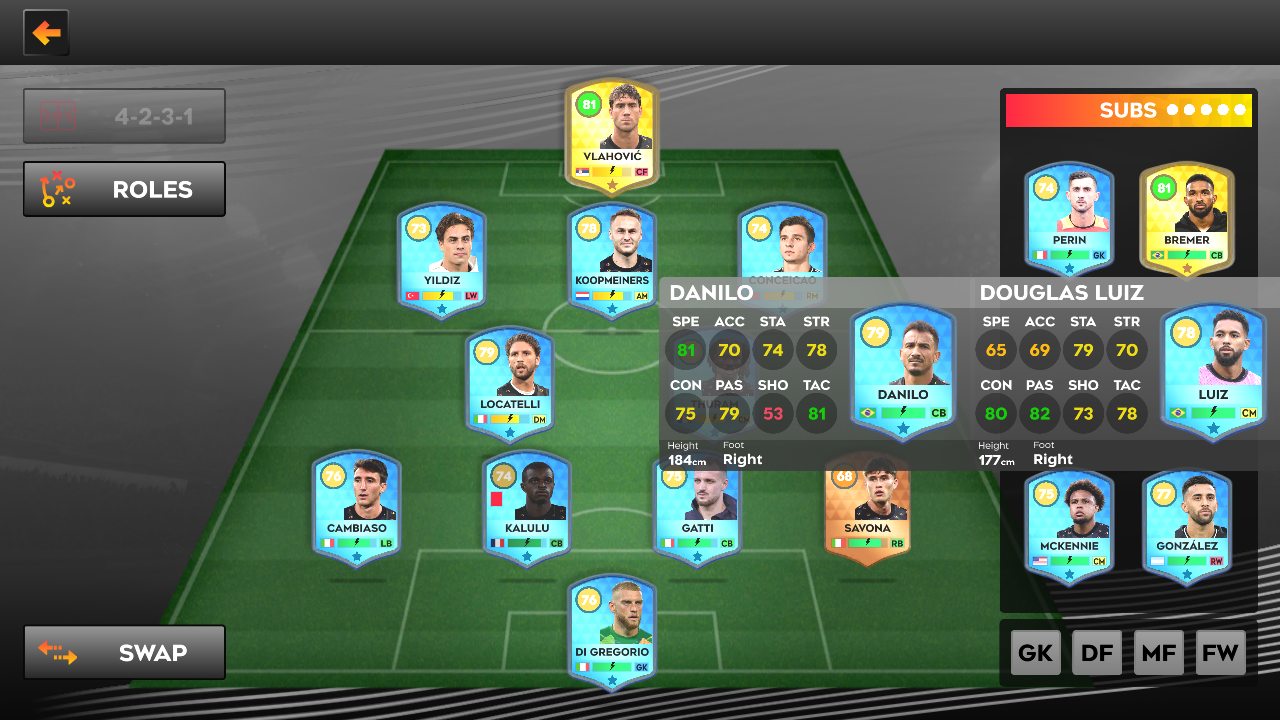 4-2-3-1
ROLES
SWAP
81
VLAHOVIĆ
CF
73
YILDIZ
LW
78
KOOPMEINERS
AM
74
CONCEICAO
RM
79
LOCATELLI
DM
THURAM
76
CAMBIASO
LB
74
KALULU
CB
75
GATTI
CB
68
SAVONA
RB
76
DI GREGORIO
GK
SUBS
74
PERIN
GK
81
BREMER
CB
DANILO
SPE ACC STA STR
81 70 74 78
CON PAS SHO TAC
75 79 53 81
Height Foot
184cm Right
79
DANILO
CB
DOUGLAS LUIZ
SPE ACC STA STR
65 69 79 70
CON PAS SHO TAC
80 82 73 78
Height Foot
177cm Right
78
LUIZ
CM
75
MCKENNIE
CM
77
GONZÁLEZ
RW
GK DF MF FW